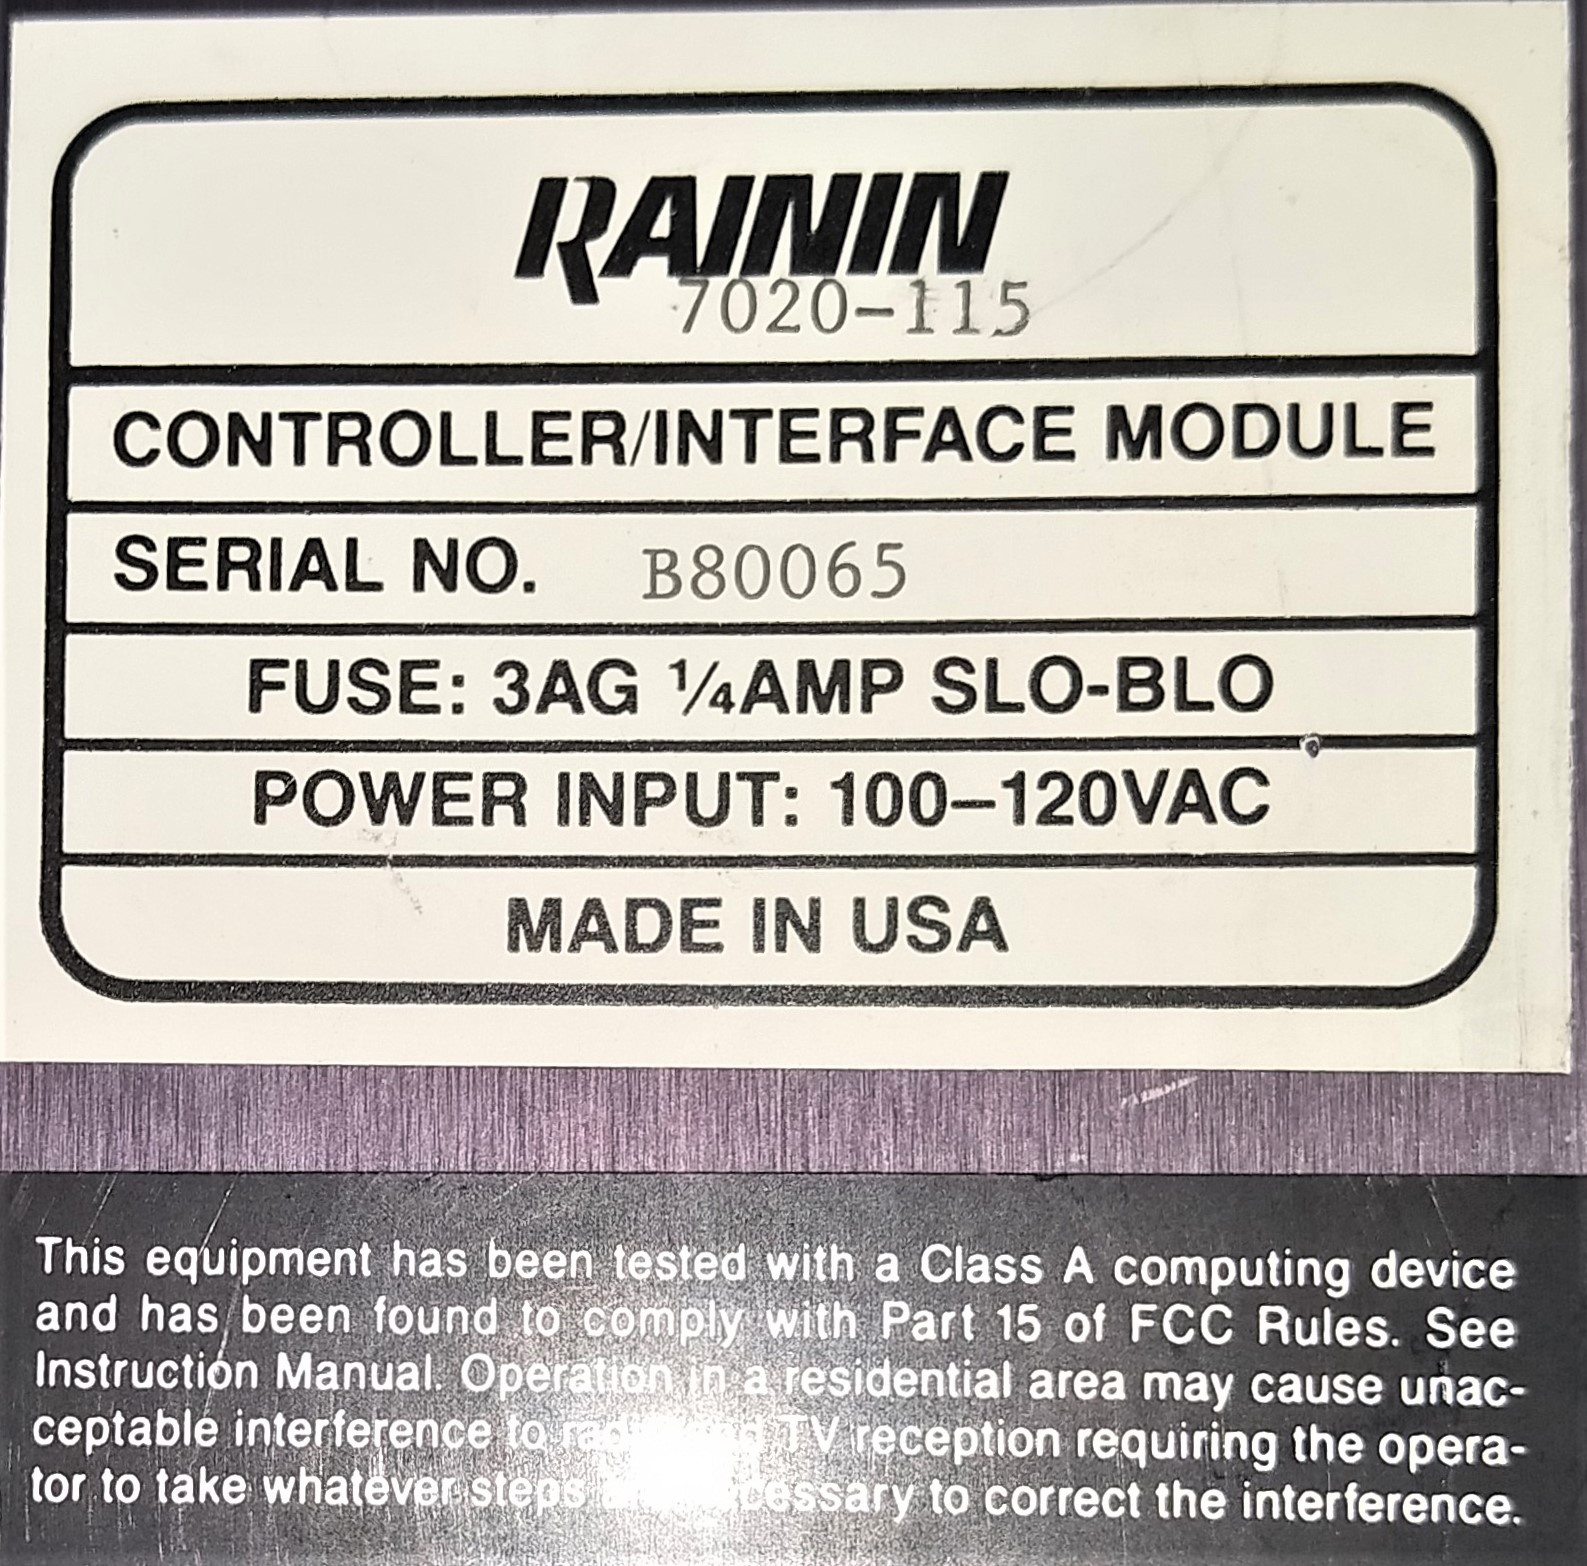 RAININ
7020-115
CONTROLLER/INTERFACE MODULE
SERIAL NO. B80065
FUSE: 3AG ¼AMP SLO-BLO
POWER INPUT: 100–120VAC
MADE IN USA
This equipment has been tested with a Class A computing device
and has been found to comply with Part 15 of FCC Rules. See
Instruction Manual. Operation in a residential area may cause unac-
ceptable interference to radio and TV reception requiring the opera-
tor to take whatever steps necessary to correct the interference.